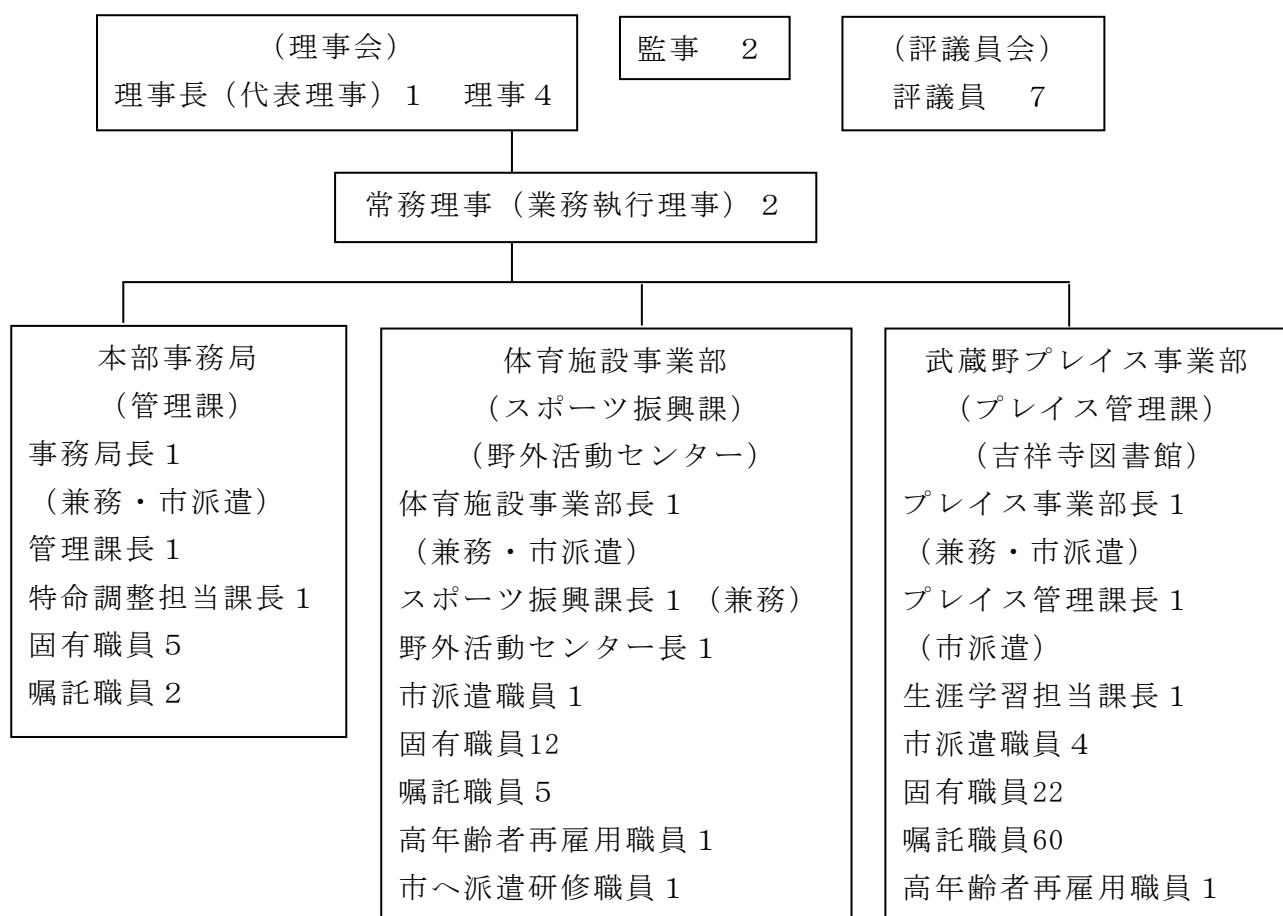 (理事会)
理事長(代表理事)１　理事４
監事　２
(評議員会)
評議員　７
常務理事(業務執行理事)２
本部事務局
(管理課)
事務局長１
(兼務・市派遣)
管理課長１
特命調整担当課長１
固有職員５
嘱託職員２
体育施設事業部
(スポーツ振興課)
(野外活動センター)
体育施設事業部長１
(兼務・市派遣)
スポーツ振興課長１(兼務)
野外活動センター長１
市派遣職員１
固有職員12
嘱託職員５
高年齢者再雇用職員１
市へ派遣研修職員１
武蔵野プレイス事業部
(プレイス管理課)
(吉祥寺図書館)
プレイス事業部長１
(兼務・市派遣)
プレイス管理課長１
(市派遣)
生涯学習担当課長１
市派遣職員４
固有職員22
嘱託職員60
高年齢者再雇用職員１